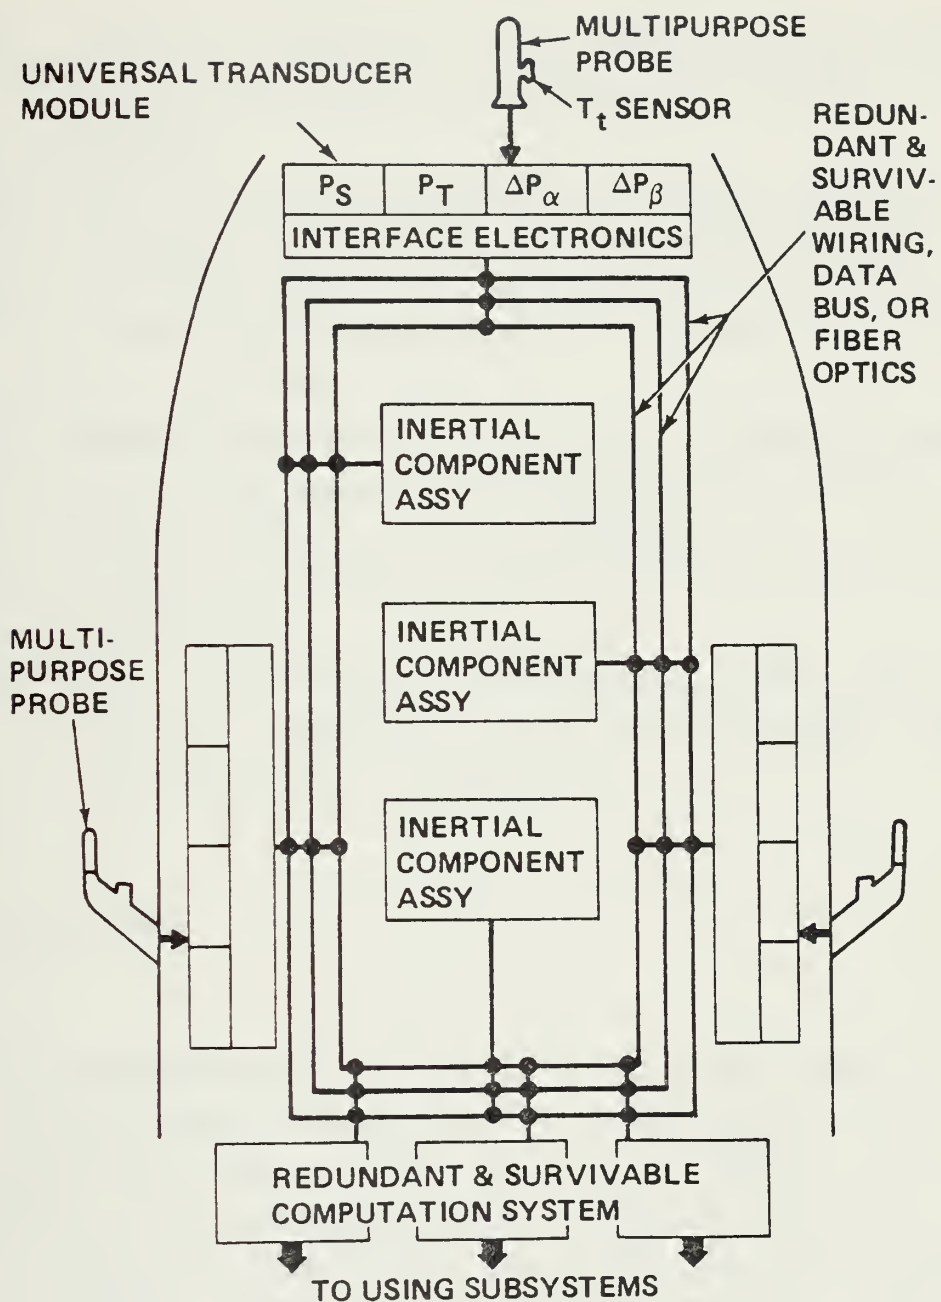 MULTIPURPOSE
PROBE
Tt SENSOR
UNIVERSAL TRANSDUCER
MODULE
REDUN-
DANT &
SURVIV-
ABLE
WIRING,
DATA
BUS, OR
FIBER
OPTICS
PS PT ΔPα ΔPβ
INTERFACE ELECTRONICS
INERTIAL
COMPONENT
ASSY
INERTIAL
COMPONENT
ASSY
MULTI-
PURPOSE
PROBE
INERTIAL
COMPONENT
ASSY
REDUNDANT & SURVIVABLE
COMPUTATION SYSTEM
TO USING SUBSYSTEMS